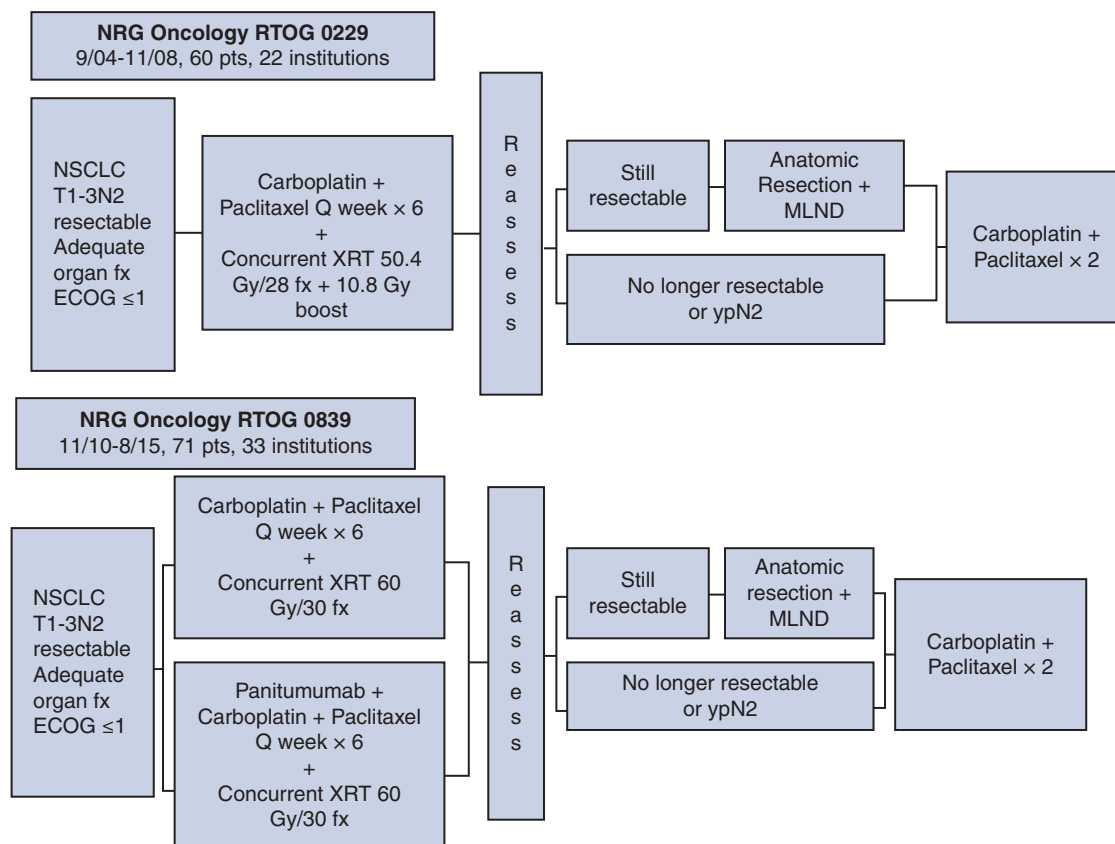 NRG Oncology RTOG 0229
9/04-11/08, 60 pts, 22 institutions
NSCLC
T1-3N2
resectable
Adequate
organ fx
ECOG ≤1
Carboplatin +
Paclitaxel Q week × 6
+
Concurrent XRT 50.4
Gy/28 fx + 10.8 Gy
boost
R
e
a
s
s
e
s
s
Still
resectable
Anatomic
Resection +
MLND
No longer resectable
or ypN2
Carboplatin +
Paclitaxel × 2
NRG Oncology RTOG 0839
11/10-8/15, 71 pts, 33 institutions
NSCLC
T1-3N2
resectable
Adequate
organ fx
ECOG ≤1
Carboplatin + Paclitaxel
Q week × 6
+
Concurrent XRT 60
Gy/30 fx
Panitumumab +
Carboplatin + Paclitaxel
Q week × 6
+
Concurrent XRT 60
Gy/30 fx
R
e
a
s
s
e
s
s
Still
resectable
Anatomic
resection +
MLND
No longer resectable
or ypN2
Carboplatin +
Paclitaxel × 2